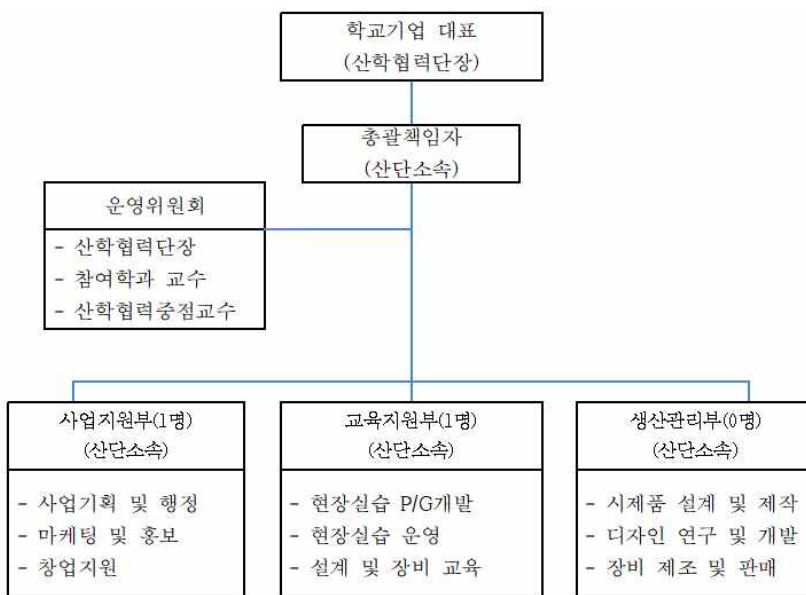 학교기업 대표
(산학협력단장)
총괄책임자
(산단소속)
운영위원회
- 산학협력단장
- 참여학과 교수
- 산학협력중점교수
사업지원부(1명)
(산단소속)
- 사업기획 및 행정
- 마케팅 및 홍보
- 창업지원
교육지원부(1명)
(산단소속)
- 현장실습 P/G개발
- 현장실습 운영
- 설계 및 장비 교육
생산관리부(0명)
(산단소속)
- 시제품 설계 및 제작
- 디자인 연구 및 개발
- 장비 제조 및 판매